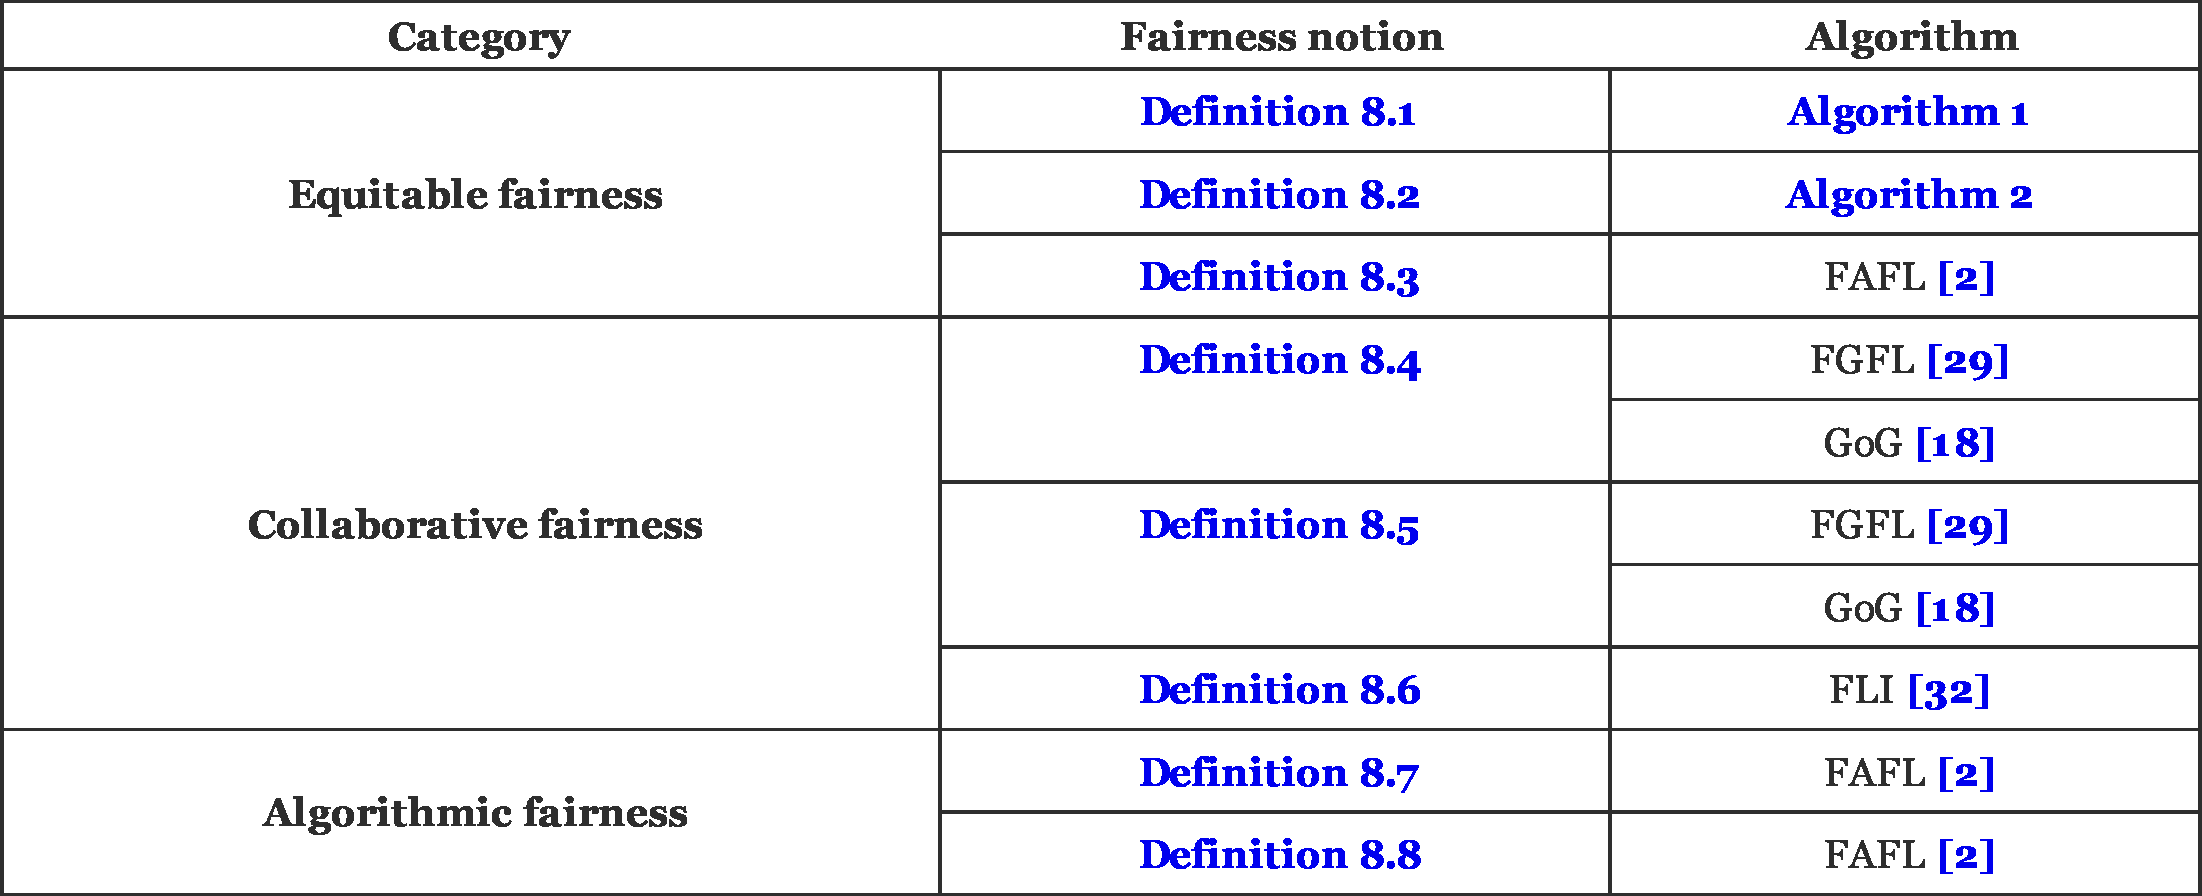 Category Fairness notion Algorithm
Definition 8.1 Algorithm 1
Equitable fairness Definition 8.2 Algorithm 2
Definition 8.3 FAFL [2]
Definition 8.4 FGFL [29]
GoG [18]
Collaborative fairness Definition 8.5 FGFL [29]
GoG [18]
Definition 8.6 FLI [32]
Definition 8.7 FAFL [2]
Algorithmic fairness
Definition 8.8 FAFL [2]